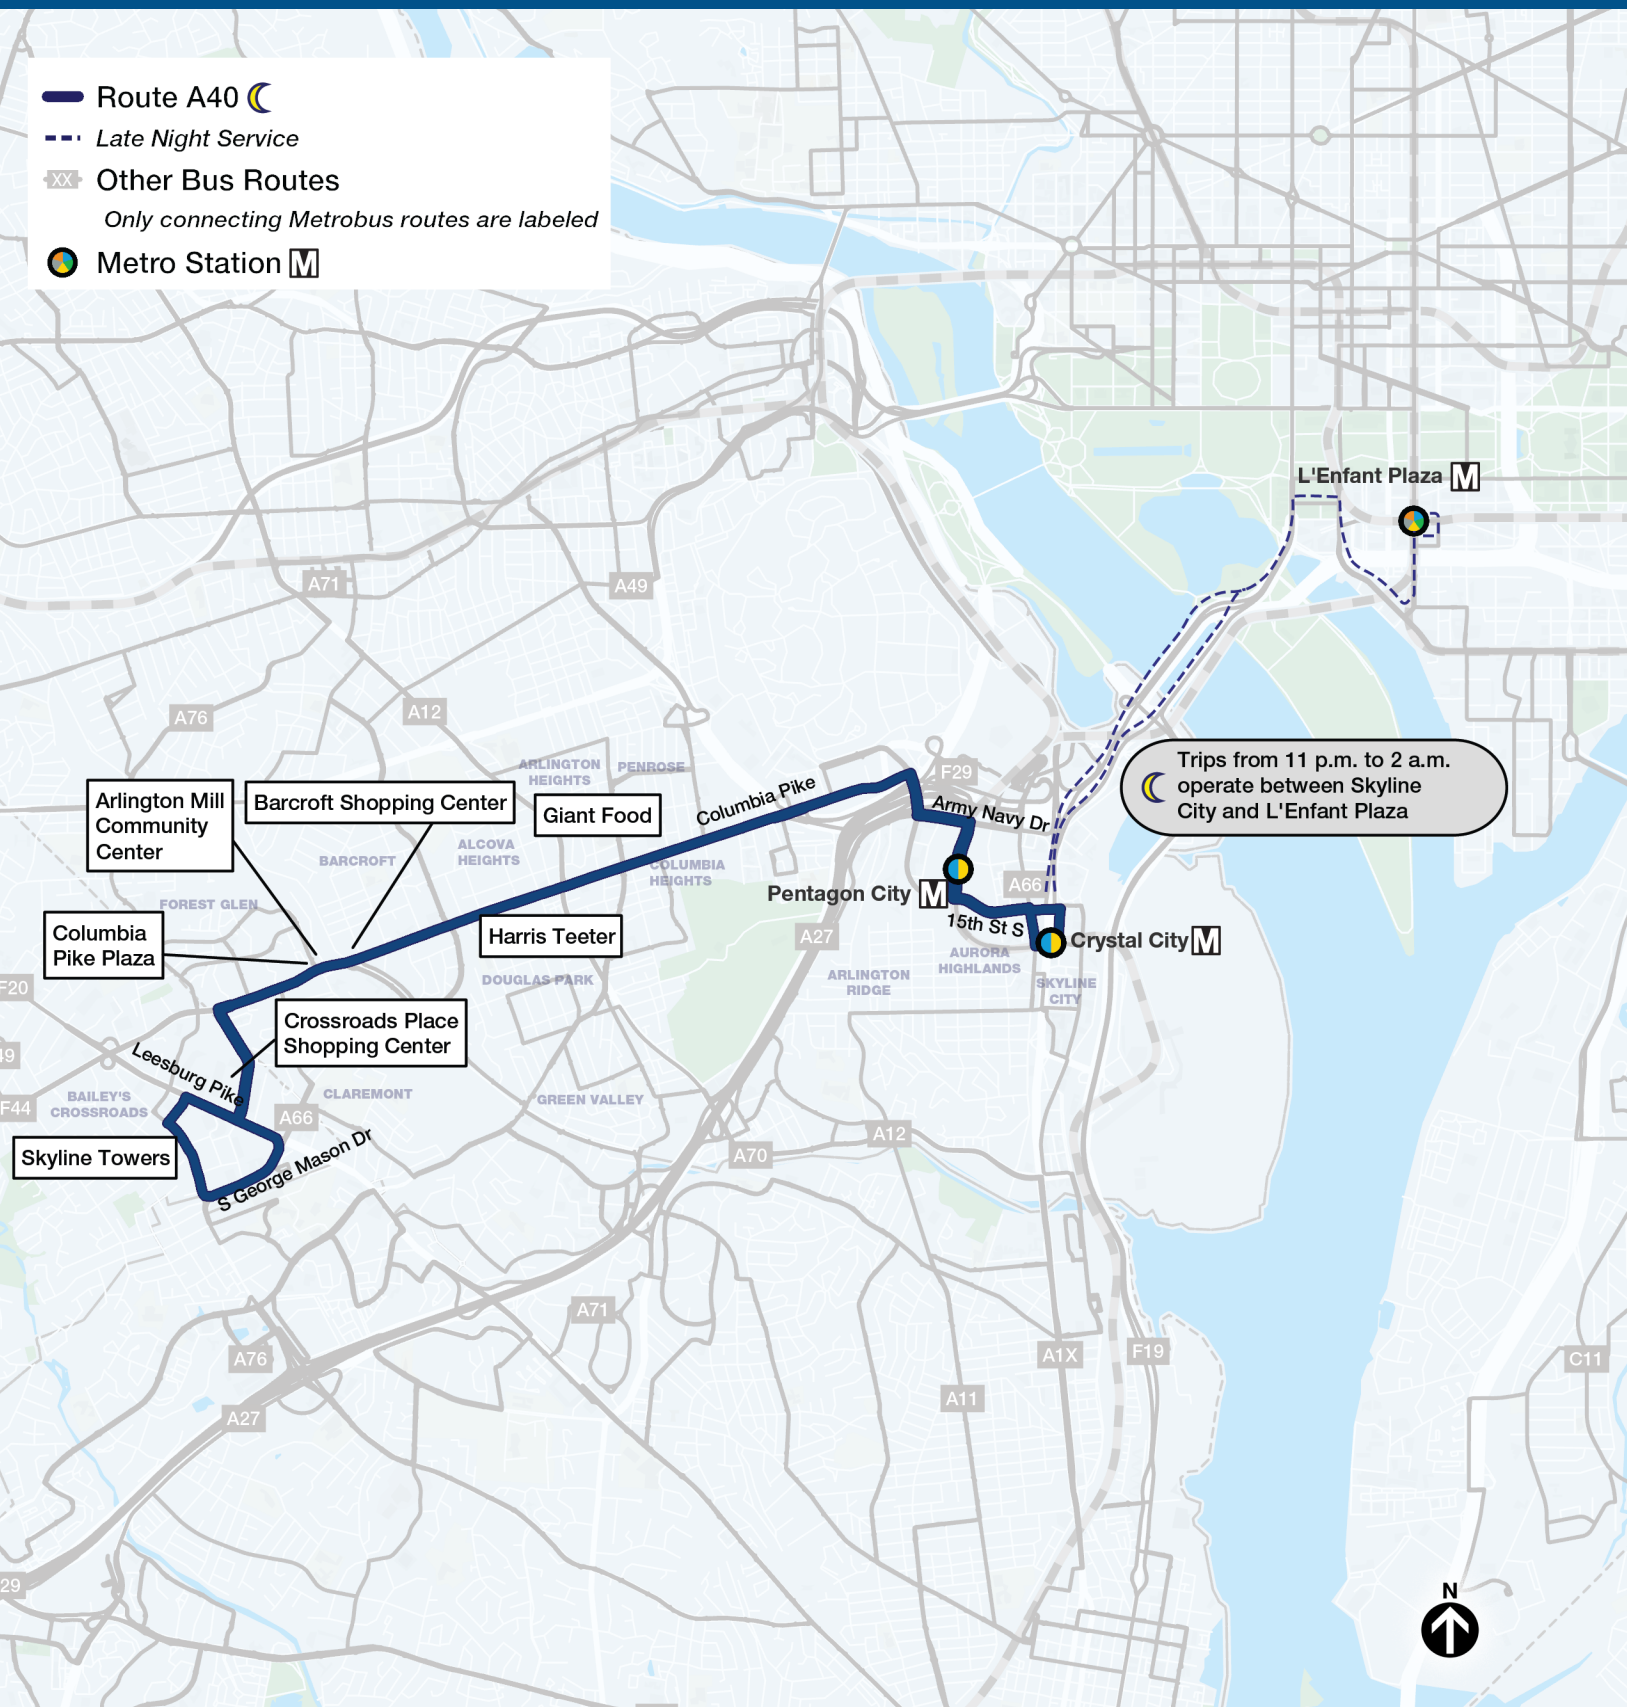 Route A40
Late Night Service
XX Other Bus Routes
Only connecting Metrobus routes are labeled
Metro Station M
L'Enfant Plaza M
A71
A49
A76
A12
ARLINGTON
HEIGHTS
PENROSE
F29
Trips from 11 p.m. to 2 a.m.
operate between Skyline
City and L'Enfant Plaza
Arlington Mill
Community
Center
Barcroft Shopping Center
Giant Food
Columbia Pike
Army Navy Dr
BARCROFT
ALCOVA
HEIGHTS
COLUMBIA
HEIGHTS
Pentagon City M
A66
FOREST GLEN
15th St S
Columbia
Pike Plaza
Harris Teeter
A27
Crystal City M
AURORA
HIGHLANDS
DOUGLAS PARK
ARLINGTON
RIDGE
SKYLINE
CITY
F20
Crossroads Place
Shopping Center
Leesburg Pike
49
BAILEY'S
CROSSROADS
F44
CLAREMONT
GREEN VALLEY
A66
A12
Skyline Towers
S George Mason Dr
A70
A71
A76
A1X
F19
C11
A11
A27
29
N